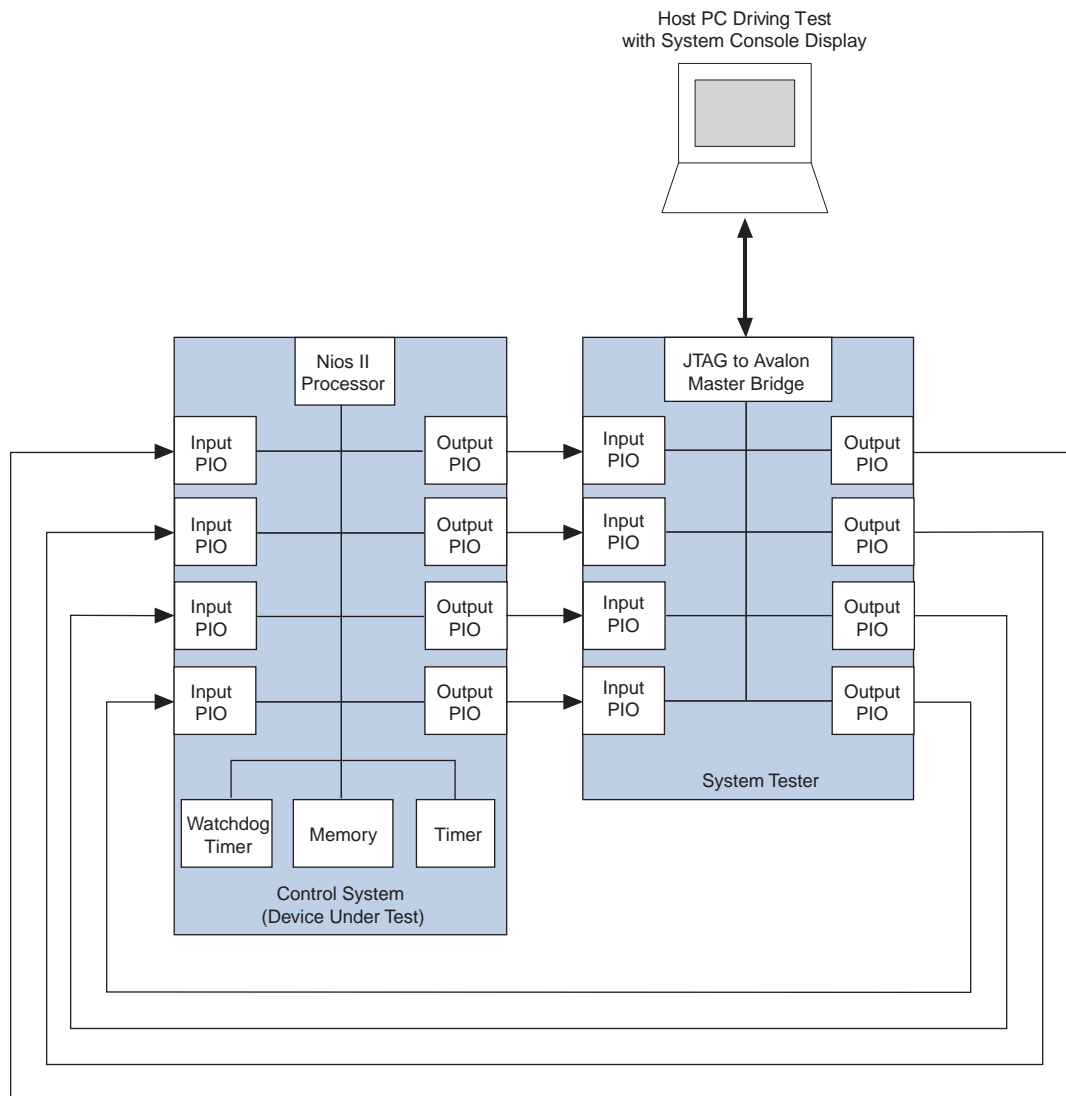 Host PC Driving Test
with System Console Display
Nios II
Processor
JTAG to Avalon
Master Bridge
Input
PIO
Output
PIO
Input
PIO
Output
PIO
Input
PIO
Output
PIO
Input
PIO
Output
PIO
Input
PIO
Output
PIO
Input
PIO
Output
PIO
Input
PIO
Output
PIO
Input
PIO
Output
PIO
System Tester
Watchdog
Timer
Memory
Timer
Control System
(Device Under Test)